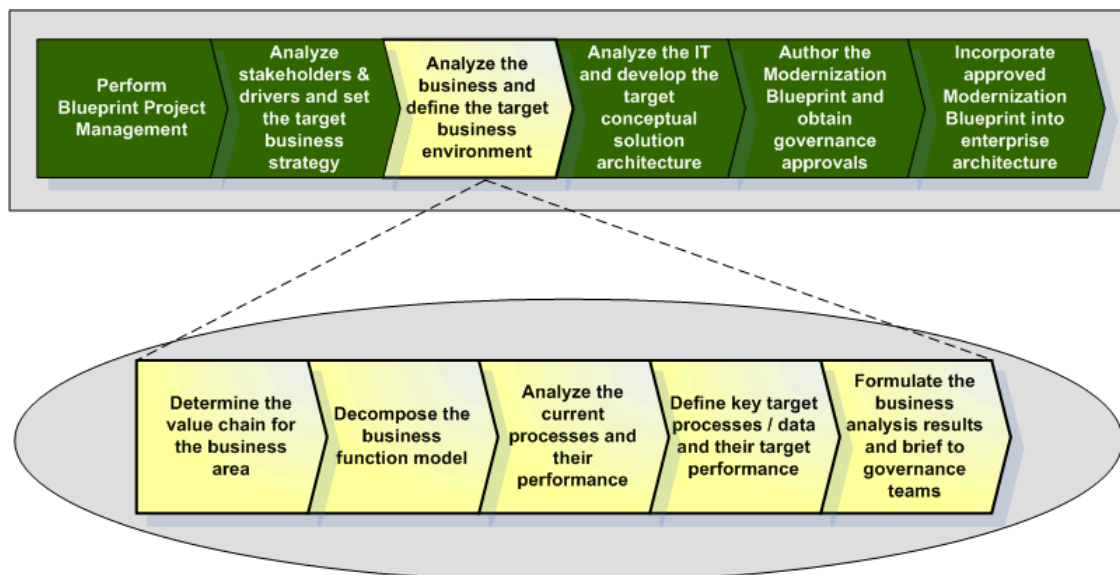 Perform
Blueprint Project
Management
Analyze
stakeholders &
drivers and set
the target
business
strategy
Analyze the
business and
define the target
business
environment
Analyze the IT
and develop the
target
conceptual
solution
architecture
Author the
Modernization
Blueprint and
obtain
governance
approvals
Incorporate
approved
Modernization
Blueprint into
enterprise
architecture
Determine the
value chain for
the business
area
Decompose the
business
function model
Analyze the
current
processes and
their
performance
Define key target
processes / data
and their target
performance
Formulate the
business
analysis results
and brief to
governance
teams